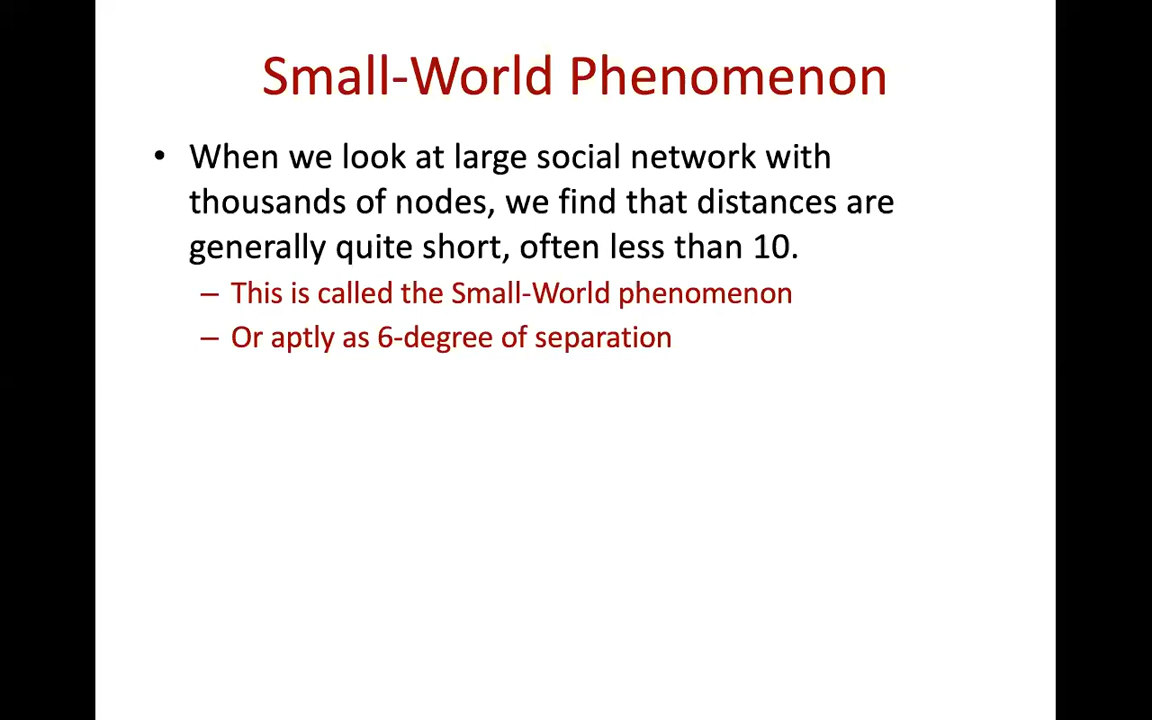 Small-World Phenomenon
• When we look at large social network with
thousands of nodes, we find that distances are
generally quite short, often less than 10.
– This is called the Small-World phenomenon
– Or aptly as 6-degree of separation